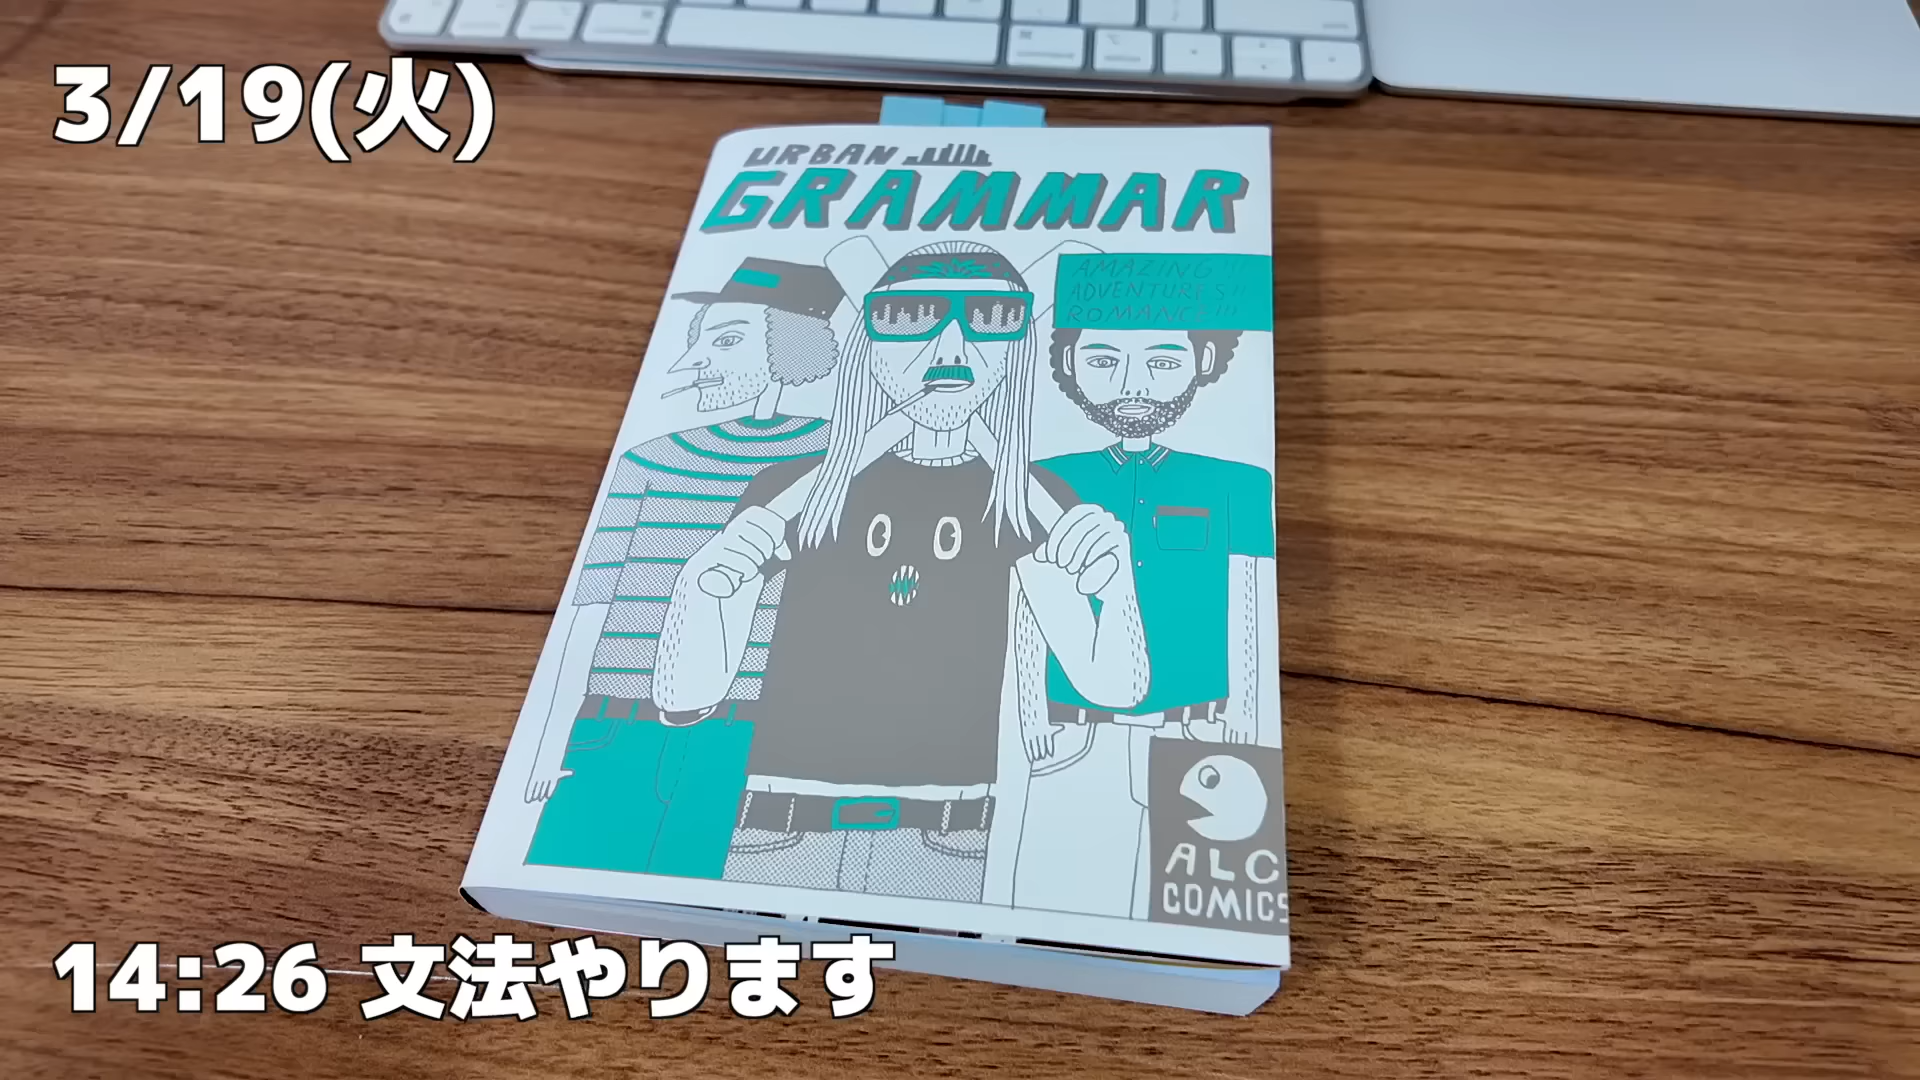 3/19(火)
URBAN
GRAMMAR
AMAZING!!
ADVENTURES!!
ROMANCE!!!
ALC
COMICS
14:26 文法やります